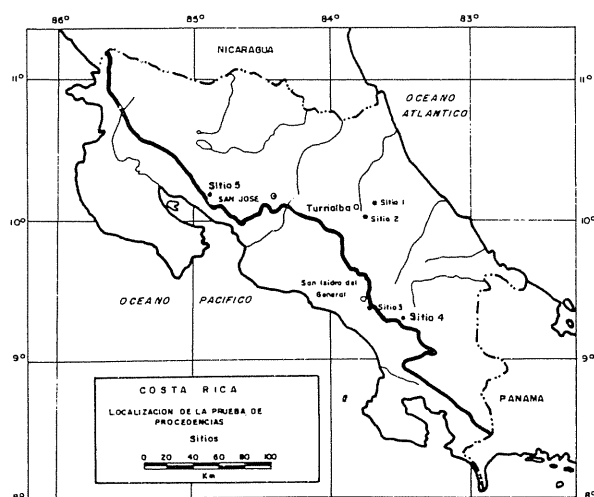 86° 85° 84° 83°
NICARAGUA
11° 11°
OCEANO
ATLANTICO
Sitio 5
SAN JOSE
Turrialba
Sitio 1
Sitio 2
10° 10°
San Isidro del
General
Sitio 3
Sitio 4
OCEANO PACIFICO
9° 9°
PANAMA
COSTA RICA
LOCALIZACION DE LA PRUEBA DE
PROCEDENCIAS
Sitios
0 20 40 60 80 100
Km
8° 8°